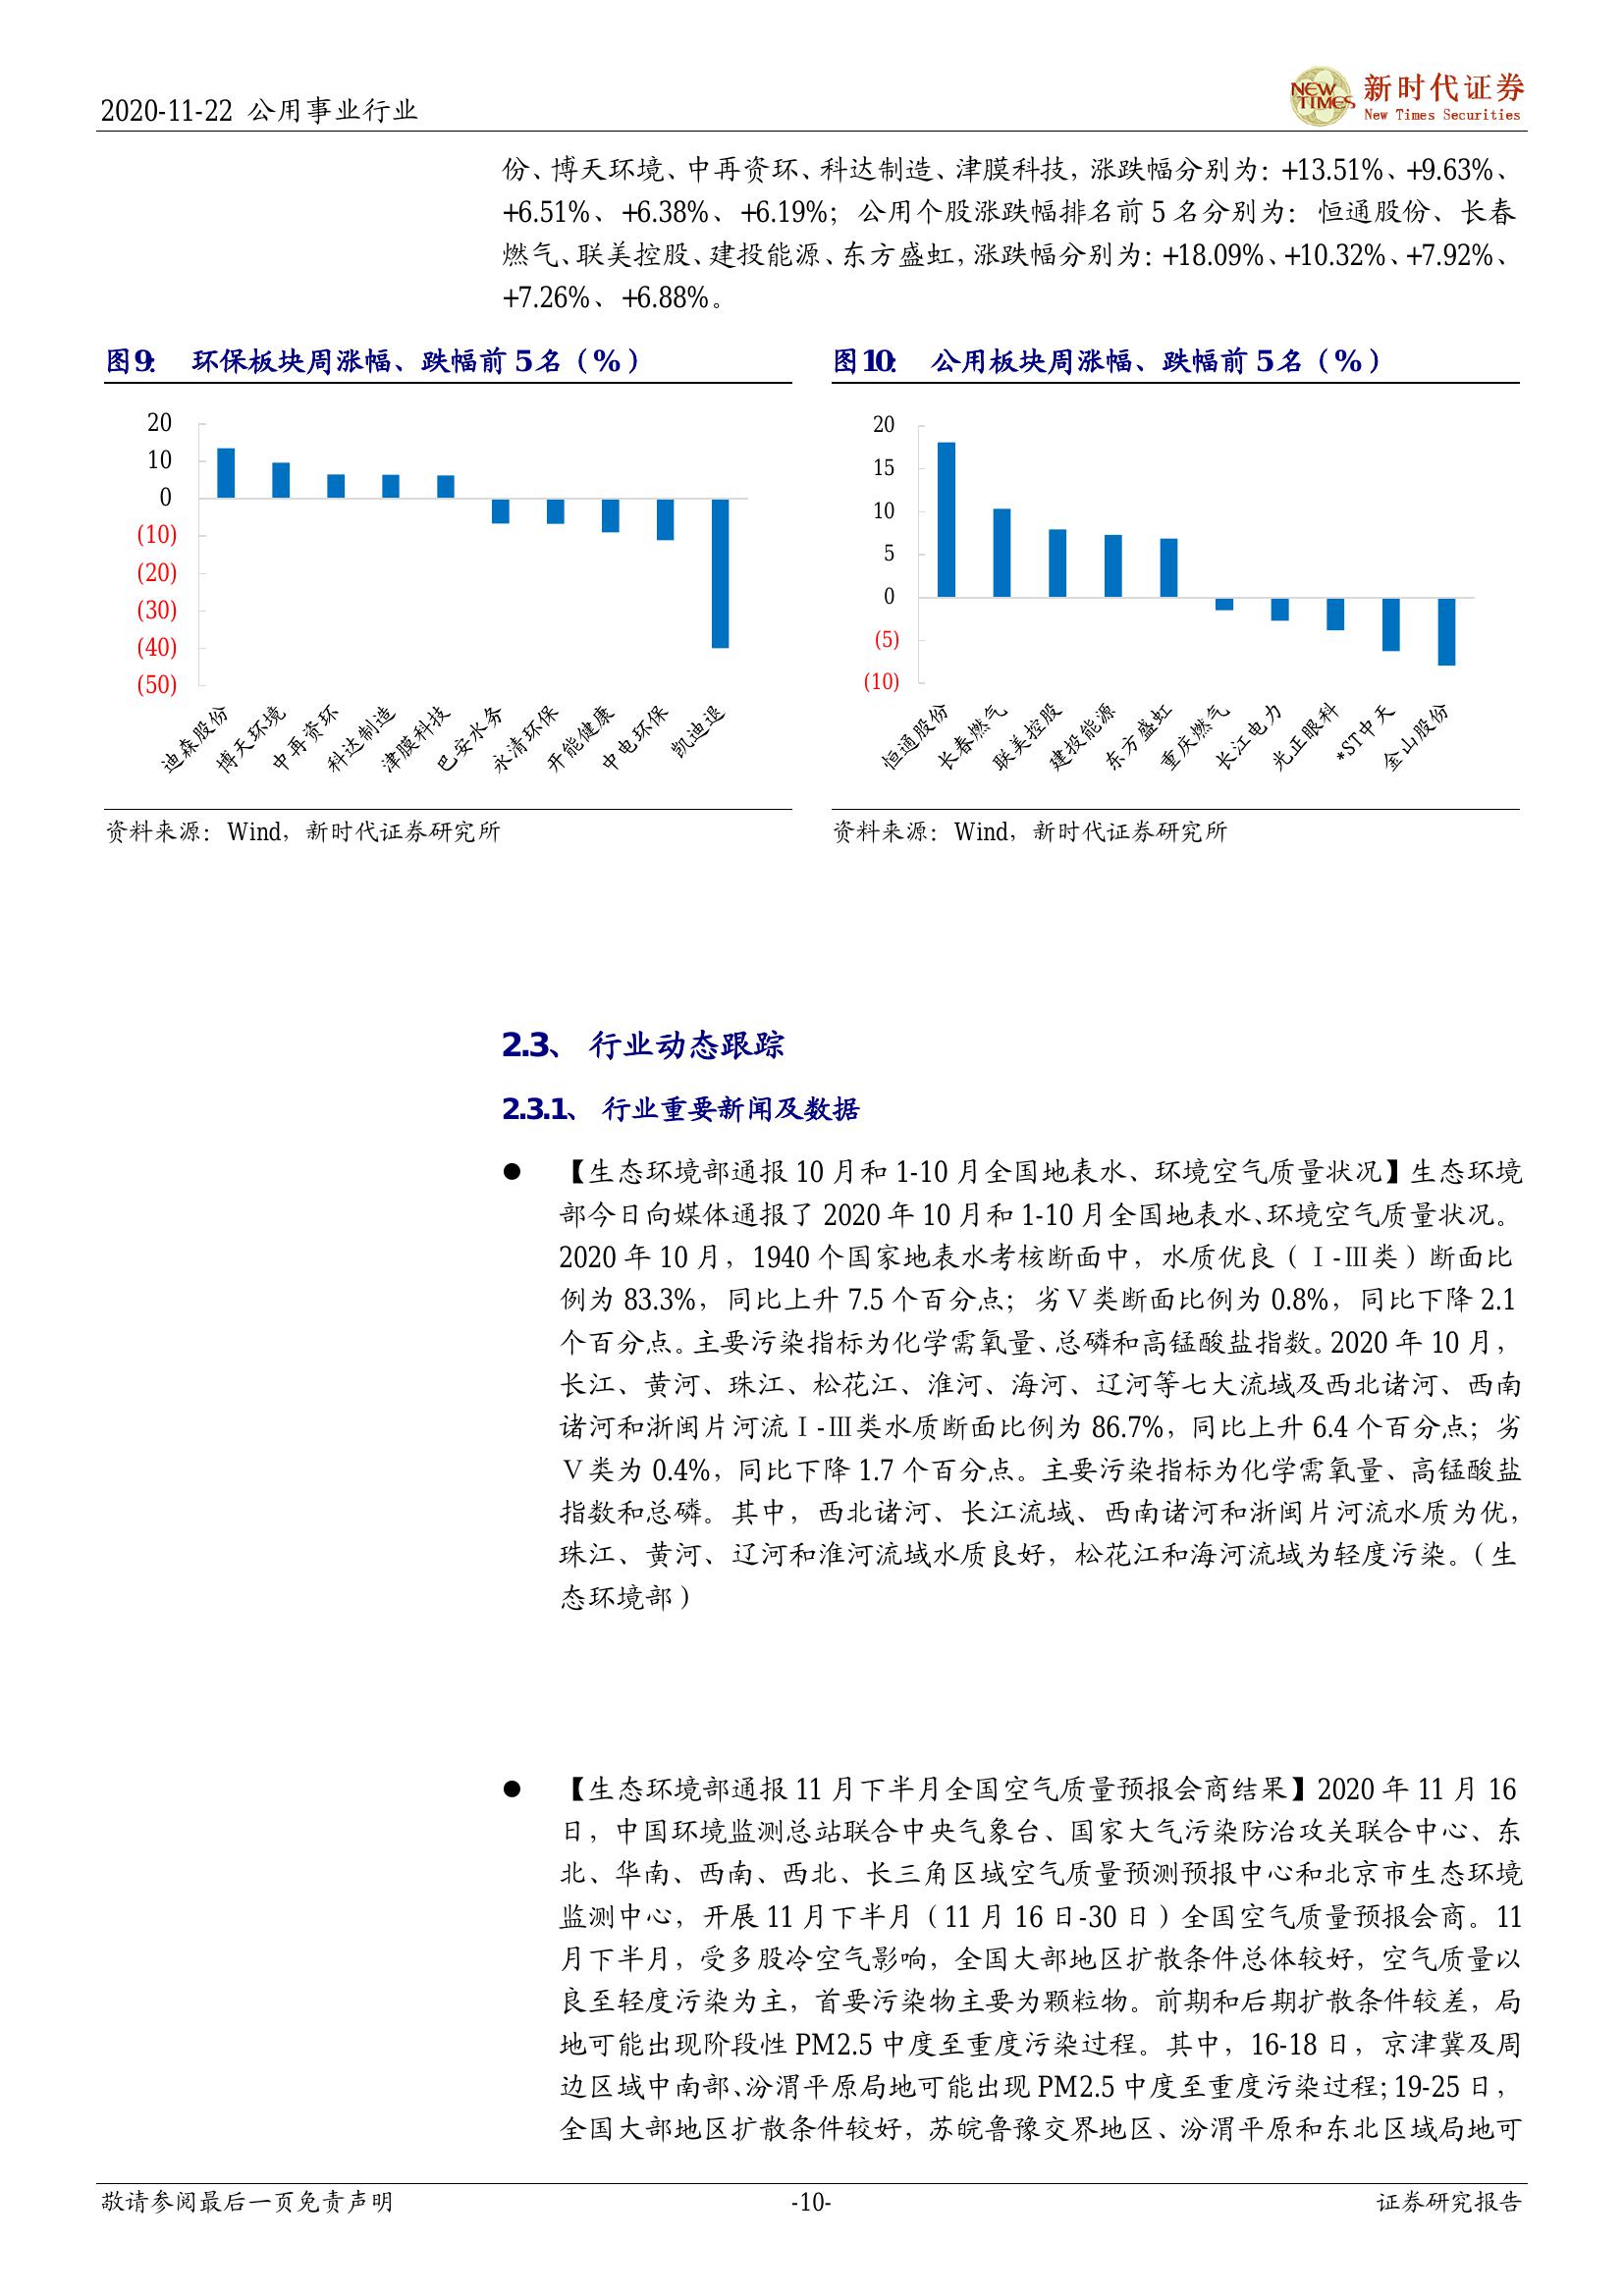 2020-11-22 公用事业行业
NEW TIMES 新时代证券
New Times Securities
份、博天环境、中再资环、科达制造、津膜科技，涨跌幅分别为：+13.51%、+9.63%、
+6.51%、+6.38%、+6.19%；公用个股涨跌幅排名前 5 名分别为：恒通股份、长春
燃气、联美控股、建投能源、东方盛虹，涨跌幅分别为：+18.09%、+10.32%、+7.92%、
+7.26%、+6.88%。
图9： 环保板块周涨幅、跌幅前 5名（%）
20
10
0
(10)
(20)
(30)
(40)
(50)
迪森股份
博天环境
中再资环
科达制造
津膜科技
巴安水务
永清环保
开能健康
中电环保
凯迪退
资料来源：Wind，新时代证券研究所
图10： 公用板块周涨幅、跌幅前 5名（%）
20
15
10
5
0
(5)
(10)
恒通股份
长春燃气
联美控股
建投能源
东方盛虹
重庆燃气
长江电力
光正眼科
*ST中天
金山股份
资料来源：Wind，新时代证券研究所
2.3、 行业动态跟踪
2.3.1、 行业重要新闻及数据
● 【生态环境部通报 10 月和 1-10 月全国地表水、环境空气质量状况】生态环境
部今日向媒体通报了 2020 年 10 月和 1-10 月全国地表水、环境空气质量状况。
2020 年 10 月，1940 个国家地表水考核断面中，水质优良（Ⅰ-Ⅲ类）断面比
例为 83.3%，同比上升 7.5 个百分点；劣Ⅴ类断面比例为 0.8%，同比下降 2.1
个百分点。主要污染指标为化学需氧量、总磷和高锰酸盐指数。2020 年 10 月，
长江、黄河、珠江、松花江、淮河、海河、辽河等七大流域及西北诸河、西南
诸河和浙闽片河流Ⅰ-Ⅲ类水质断面比例为 86.7%，同比上升 6.4 个百分点；劣
Ⅴ类为 0.4%，同比下降 1.7 个百分点。主要污染指标为化学需氧量、高锰酸盐
指数和总磷。其中，西北诸河、长江流域、西南诸河和浙闽片河流水质为优，
珠江、黄河、辽河和淮河流域水质良好，松花江和海河流域为轻度污染。（生
态环境部）
● 【生态环境部通报 11 月下半月全国空气质量预报会商结果】2020 年 11 月 16
日，中国环境监测总站联合中央气象台、国家大气污染防治攻关联合中心、东
北、华南、西南、西北、长三角区域空气质量预测预报中心和北京市生态环境
监测中心，开展 11 月下半月（11 月 16 日-30 日）全国空气质量预报会商。11
月下半月，受多股冷空气影响，全国大部地区扩散条件总体较好，空气质量以
良至轻度污染为主，首要污染物主要为颗粒物。前期和后期扩散条件较差，局
地可能出现阶段性 PM2.5 中度至重度污染过程。其中，16-18 日，京津冀及周
边区域中南部、汾渭平原局地可能出现 PM2.5 中度至重度污染过程；19-25 日，
全国大部地区扩散条件较好，苏皖鲁豫交界地区、汾渭平原和东北区域局地可
敬请参阅最后一页免责声明
-10-
证券研究报告